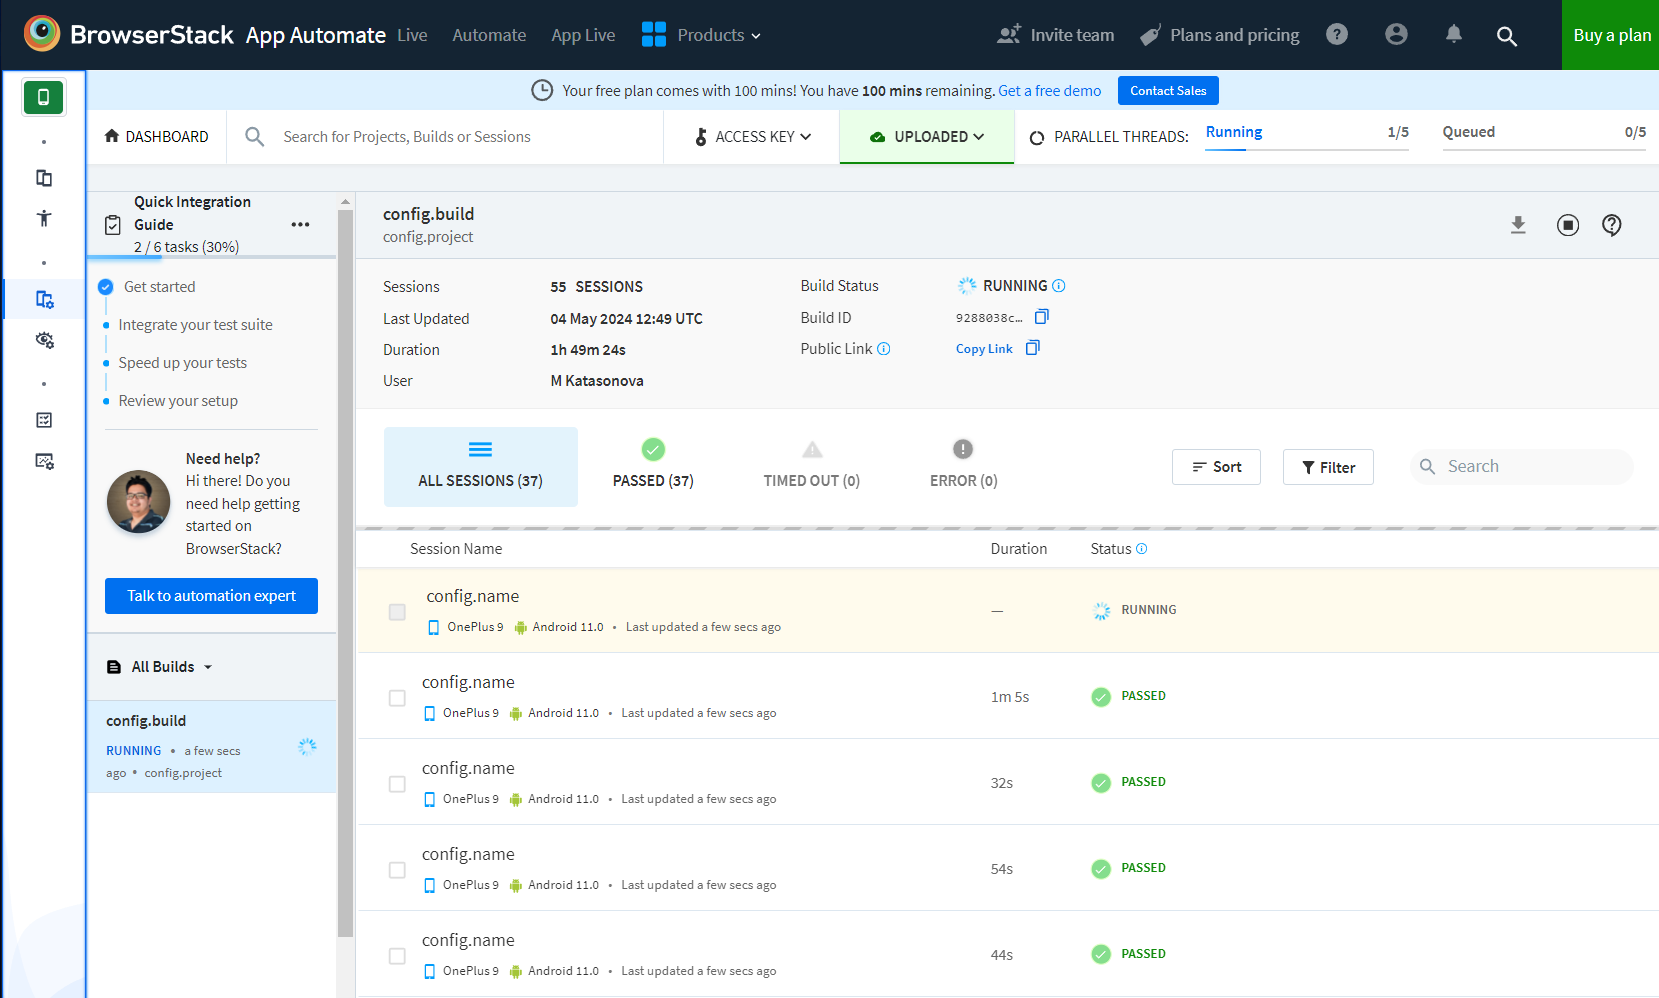 BrowserStack App Automate Live Automate App Live Products Invite team Plans and pricing ? Buy a plan
Your free plan comes with 100 mins! You have 100 mins remaining. Get a free demo Contact Sales
DASHBOARD Search for Projects, Builds or Sessions ACCESS KEY UPLOADED PARALLEL THREADS: Running 1/5 Queued 0/5
Quick Integration
Guide
2 / 6 tasks (30%)
Get started
Integrate your test suite
Speed up your tests
Review your setup
Need help?
Hi there! Do you
need help getting
started on
BrowserStack?
Talk to automation expert
All Builds
config.build
RUNNING • a few secs
ago • config.project
config.build
config.project
Sessions 55 SESSIONS
Last Updated 04 May 2024 12:49 UTC
Duration 1h 49m 24s
User M Katasonova
Build Status RUNNING
Build ID 9288038c…
Public Link Copy Link
ALL SESSIONS (37) PASSED (37) TIMED OUT (0) ERROR (0) Sort Filter Search
Session Name Duration Status
config.name — RUNNING
OnePlus 9 Android 11.0 • Last updated a few secs ago
config.name 1m 5s PASSED
OnePlus 9 Android 11.0 • Last updated a few secs ago
config.name 32s PASSED
OnePlus 9 Android 11.0 • Last updated a few secs ago
config.name 54s PASSED
OnePlus 9 Android 11.0 • Last updated a few secs ago
config.name 44s PASSED
OnePlus 9 Android 11.0 • Last updated a few secs ago